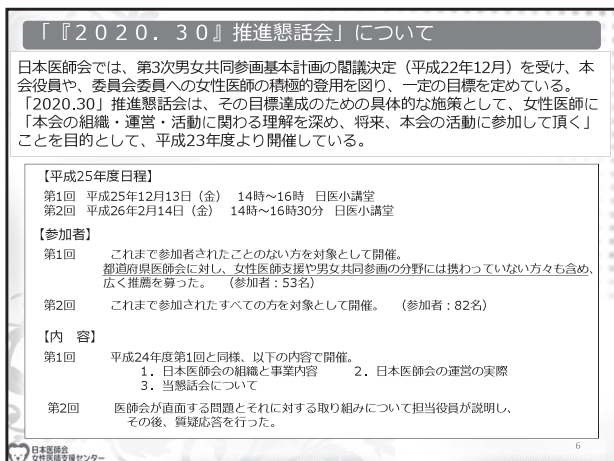 「『2020．30』推進懇話会」について
日本医師会では、第3次男女共同参画基本計画の閣議決定（平成22年12月）を受け、本
会役員や、委員会委員への女性医師の積極的登用を図り、一定の目標を定めている。
「2020.30」推進懇話会は、その目標達成のための具体的な施策として、女性医師に
「本会の組織・運営・活動に関わる理解を深め、将来、本会の活動に参加して頂く」
ことを目的として、平成23年度より開催している。
【平成25年度日程】
第1回　平成25年12月13日（金）　14時～16時　日医小講堂
第2回　平成26年2月14日（金）　14時～16時30分　日医小講堂
【参加者】
第1回　これまで参加者されたことのない方を対象として開催。
都道府県医師会に対し、女性医師支援や男女共同参画の分野には携わっていない方々も含め、
広く推薦を募った。　（参加者：53名）
第2回　これまで参加されたすべての方を対象として開催。　（参加者：82名）
【内　容】
第1回　平成24年度第1回と同様、以下の内容で開催。
1．日本医師会の組織と事業内容　2．日本医師会の運営の実際
3．当懇話会について
第2回　医師会が直面する問題とそれに対する取り組みについて担当役員が説明し、
その後、質疑応答を行った。
日本医師会
女性医師支援センター
6